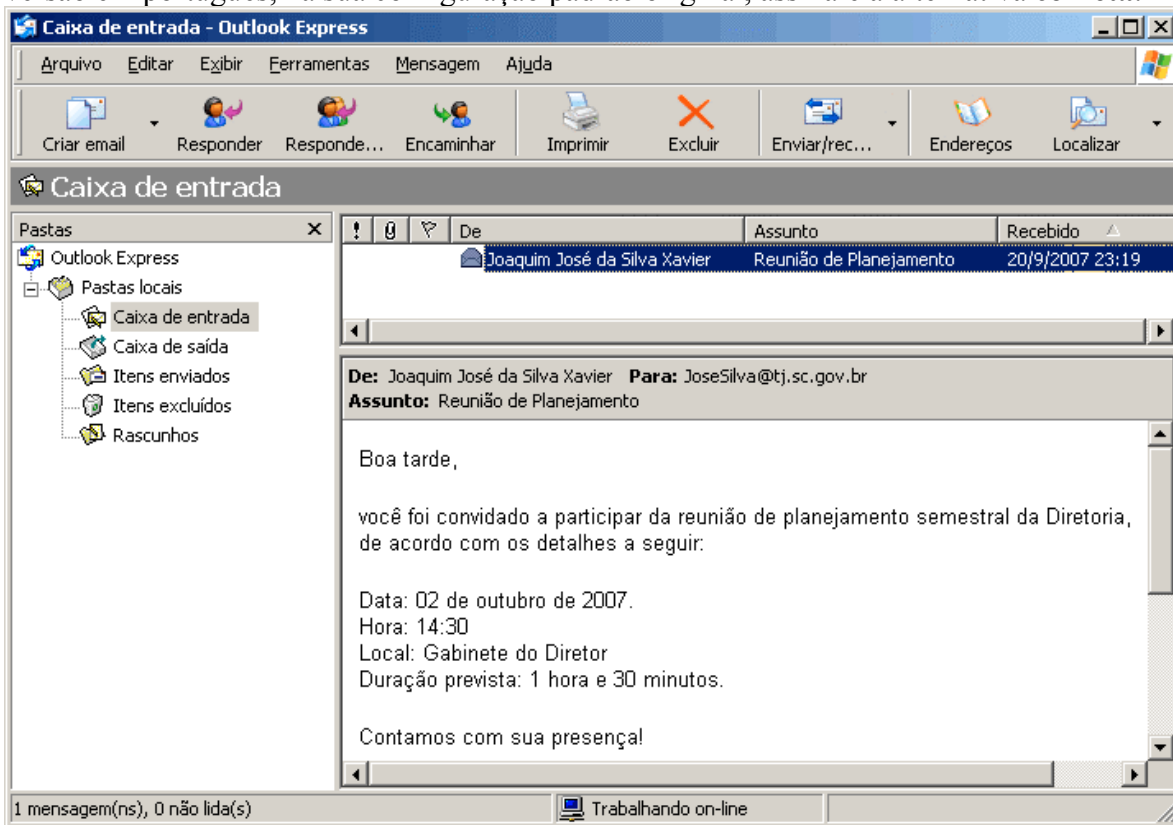 Caixa de entrada - Outlook Express
Arquivo Editar Exibir Ferramentas Mensagem Ajuda
Criar email Responder Responde... Encaminhar Imprimir Excluir Enviar/rec... Endereços Localizar
Caixa de entrada
Pastas
Outlook Express
Pastas locais
Caixa de entrada
Caixa de saída
Itens enviados
Itens excluídos
Rascunhos
De Assunto Recebido
Joaquim José da Silva Xavier Reunião de Planejamento 20/9/2007 23:19
De: Joaquim José da Silva Xavier Para: JoseSilva@tj.sc.gov.br
Assunto: Reunião de Planejamento
Boa tarde,
você foi convidado a participar da reunião de planejamento semestral da Diretoria,
de acordo com os detalhes a seguir:
Data: 02 de outubro de 2007.
Hora: 14:30
Local: Gabinete do Diretor
Duração prevista: 1 hora e 30 minutos.
Contamos com sua presença!
1 mensagem(ns), 0 não lida(s) Trabalhando on-line